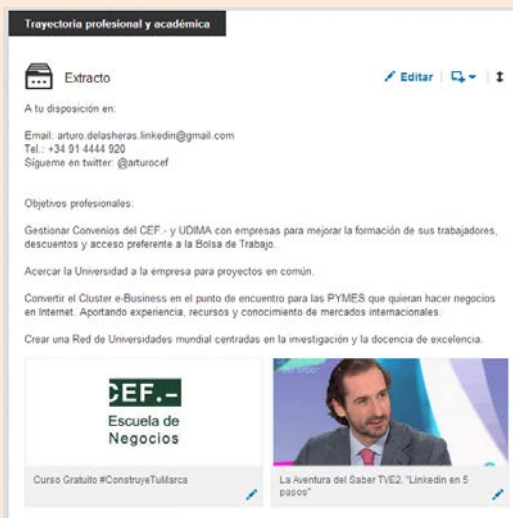 Trayectoria profesional y académica
Extracto
Editar
A tu disposición en:
Email: arturo.delasheras.linkedin@gmail.com
Tel.: +34 91 4444 920
Sígueme en twitter: @arturocef
Objetivos profesionales:
Gestionar Convenios del CEF.- y UDIMA con empresas para mejorar la formación de sus trabajadores,
descuentos y acceso preferente a la Bolsa de Trabajo.
Acercar la Universidad a la empresa para proyectos en común.
Convertir el Cluster e-Business en el punto de encuentro para las PYMES que quieran hacer negocios
en Internet. Aportando experiencia, recursos y conocimiento de mercados internacionales.
Crear una Red de Universidades mundial centradas en la investigación y la docencia de excelencia.
CEF.-
Escuela de
Negocios
Curso Gratuito #ConstruyeTuMarca
La Aventura del Saber TVE2. "Linkedin en 5
pasos"